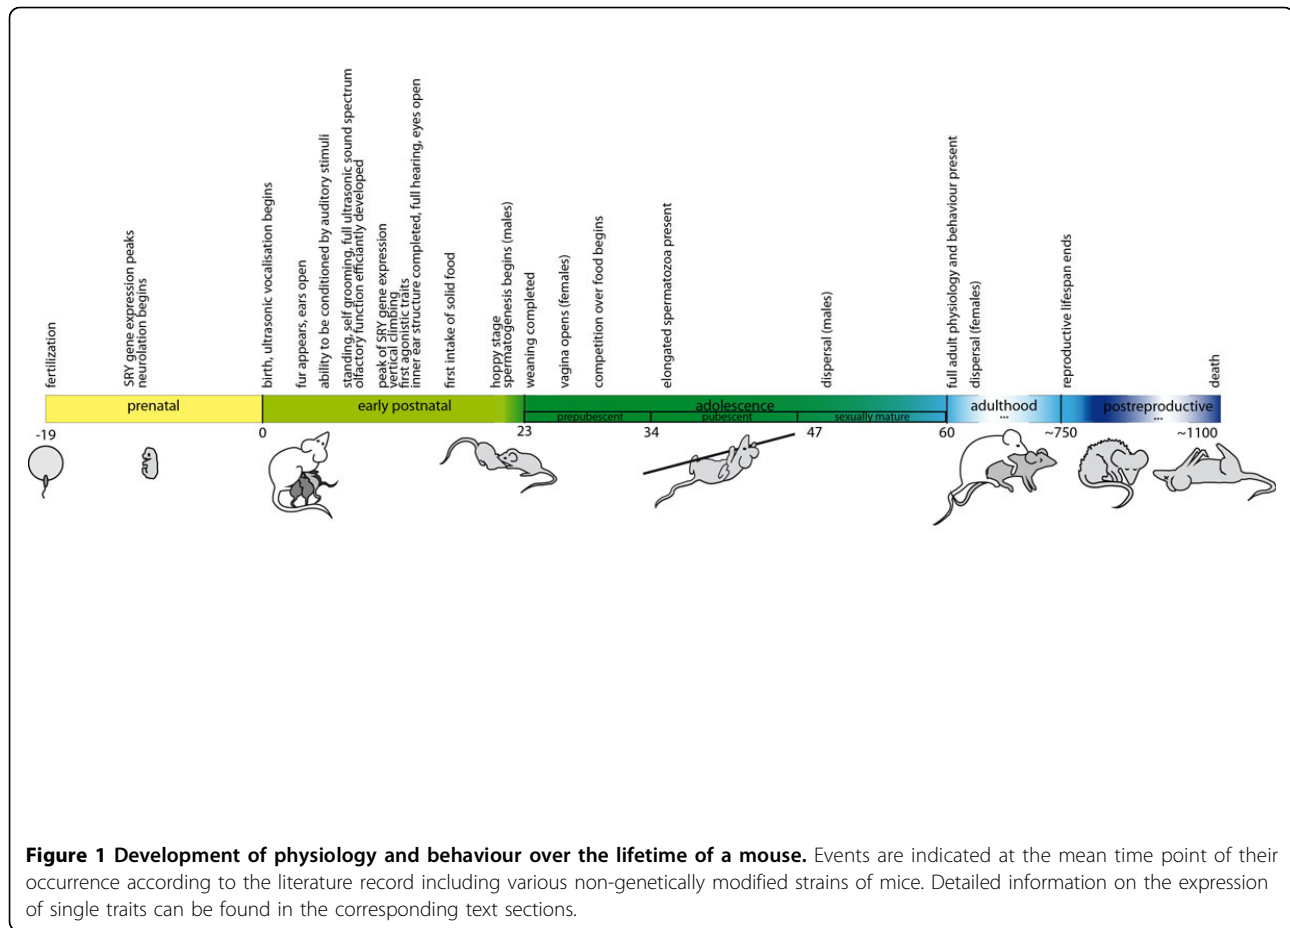 fertilization
SRY gene expression peaks
neurolation begins
birth, ultrasonic vocalisation begins
fur appears, ears open
ability to be conditioned by auditory stimuli
standing, self grooming, full ultrasonic sound spectrum
olfactory function efficiantly developed
peak of SRY gene expression
vertical climbing
first agonistic traits
inner ear structure completed, full hearing, eyes open
first intake of solid food
hoppy stage
spermatogenesis begins (males)
weaning completed
vagina opens (females)
competition over food begins
elongated spermatozoa present
dispersal (males)
full adult physiology and behaviour present
dispersal (females)
reproductive lifespan ends
death
prenatal
early postnatal
adolescence
adulthood
...
postreproductive
...
prepubescent
pubescent
sexually mature
-19
0
23
34
47
60
~750
~1100
Figure 1 Development of physiology and behaviour over the lifetime of a mouse. Events are indicated at the mean time point of their
occurrence according to the literature record including various non-genetically modified strains of mice. Detailed information on the expression
of single traits can be found in the corresponding text sections.